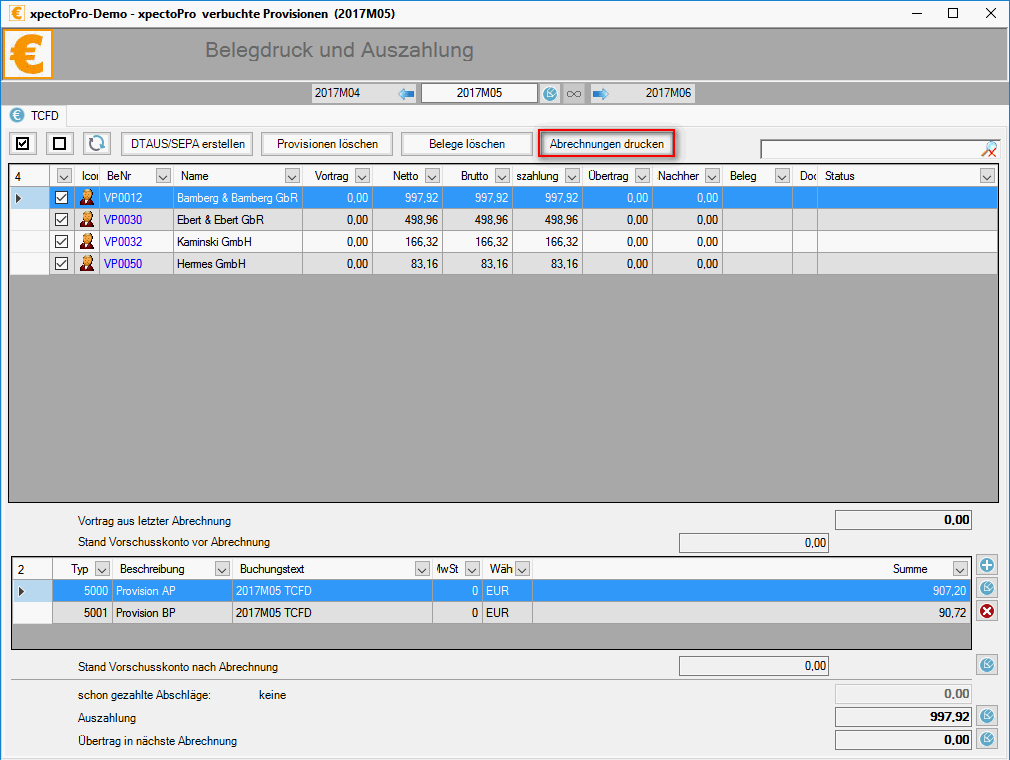 xpectoPro-Demo - xpectoPro verbuchte Provisionen (2017M05)
Belegdruck und Auszahlung
2017M04 2017M05 2017M06
TCFD
DTAUS/SEPA erstellen Provisionen löschen Belege löschen Abrechnungen drucken
4 Icor BeNr Name Vortrag Netto Brutto szahlung Übertrag Nachher Beleg Doc Status
VP0012 Bamberg & Bamberg GbR 0,00 997,92 997,92 997,92 0,00 0,00
VP0030 Ebert & Ebert GbR 0,00 498,96 498,96 498,96 0,00 0,00
VP0032 Kaminski GmbH 0,00 166,32 166,32 166,32 0,00 0,00
VP0050 Hermes GmbH 0,00 83,16 83,16 83,16 0,00 0,00
Vortrag aus letzter Abrechnung 0,00
Stand Vorschusskonto vor Abrechnung 0,00
2 Typ Beschreibung Buchungstext MwSt Wäh Summe
5000 Provision AP 2017M05 TCFD 0 EUR 907,20
5001 Provision BP 2017M05 TCFD 0 EUR 90,72
Stand Vorschusskonto nach Abrechnung 0,00
schon gezahlte Abschläge: keine 0,00
Auszahlung 997,92
Übertrag in nächste Abrechnung 0,00